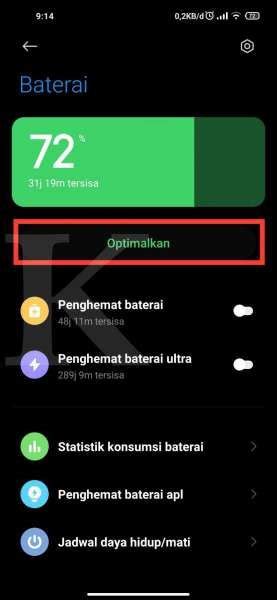 9:14
0,2KB/d
72
Baterai
72 %
31j 19m tersisa
Optimalkan
Penghemat baterai
48j 11m tersisa
Penghemat baterai ultra
289j 9m tersisa
Statistik konsumsi baterai
Penghemat baterai apl
Jadwal daya hidup/mati
K